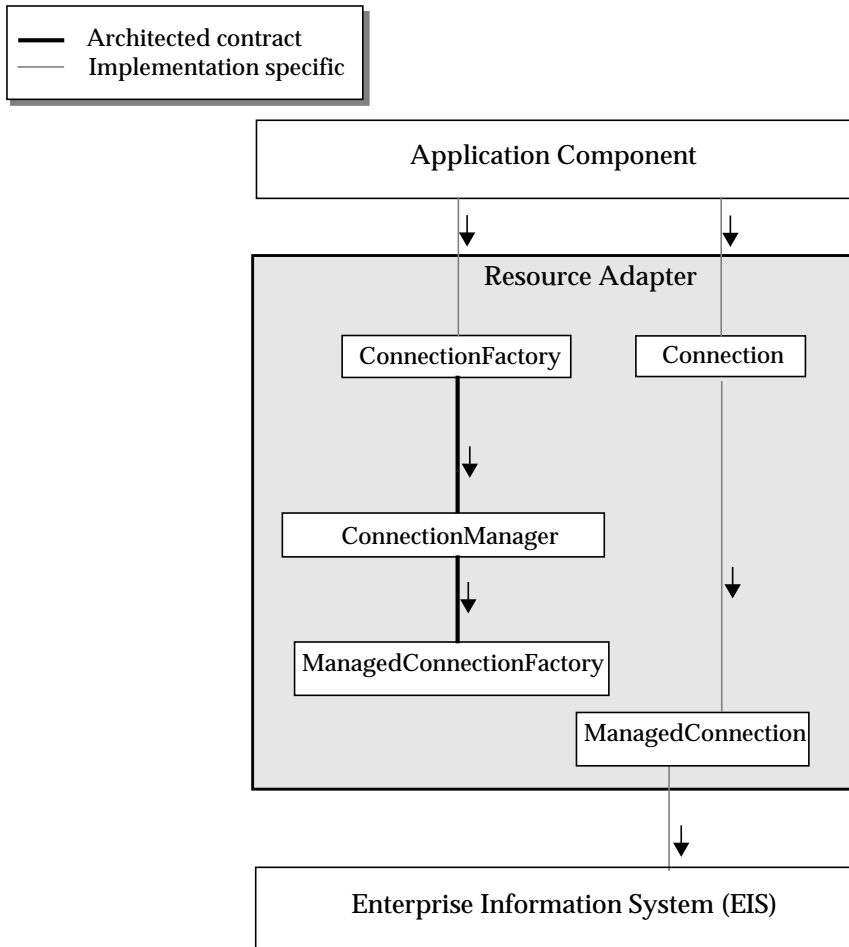 Architected contract
Implementation specific
Application Component
Resource Adapter
ConnectionFactory
Connection
ConnectionManager
ManagedConnectionFactory
ManagedConnection
Enterprise Information System (EIS)